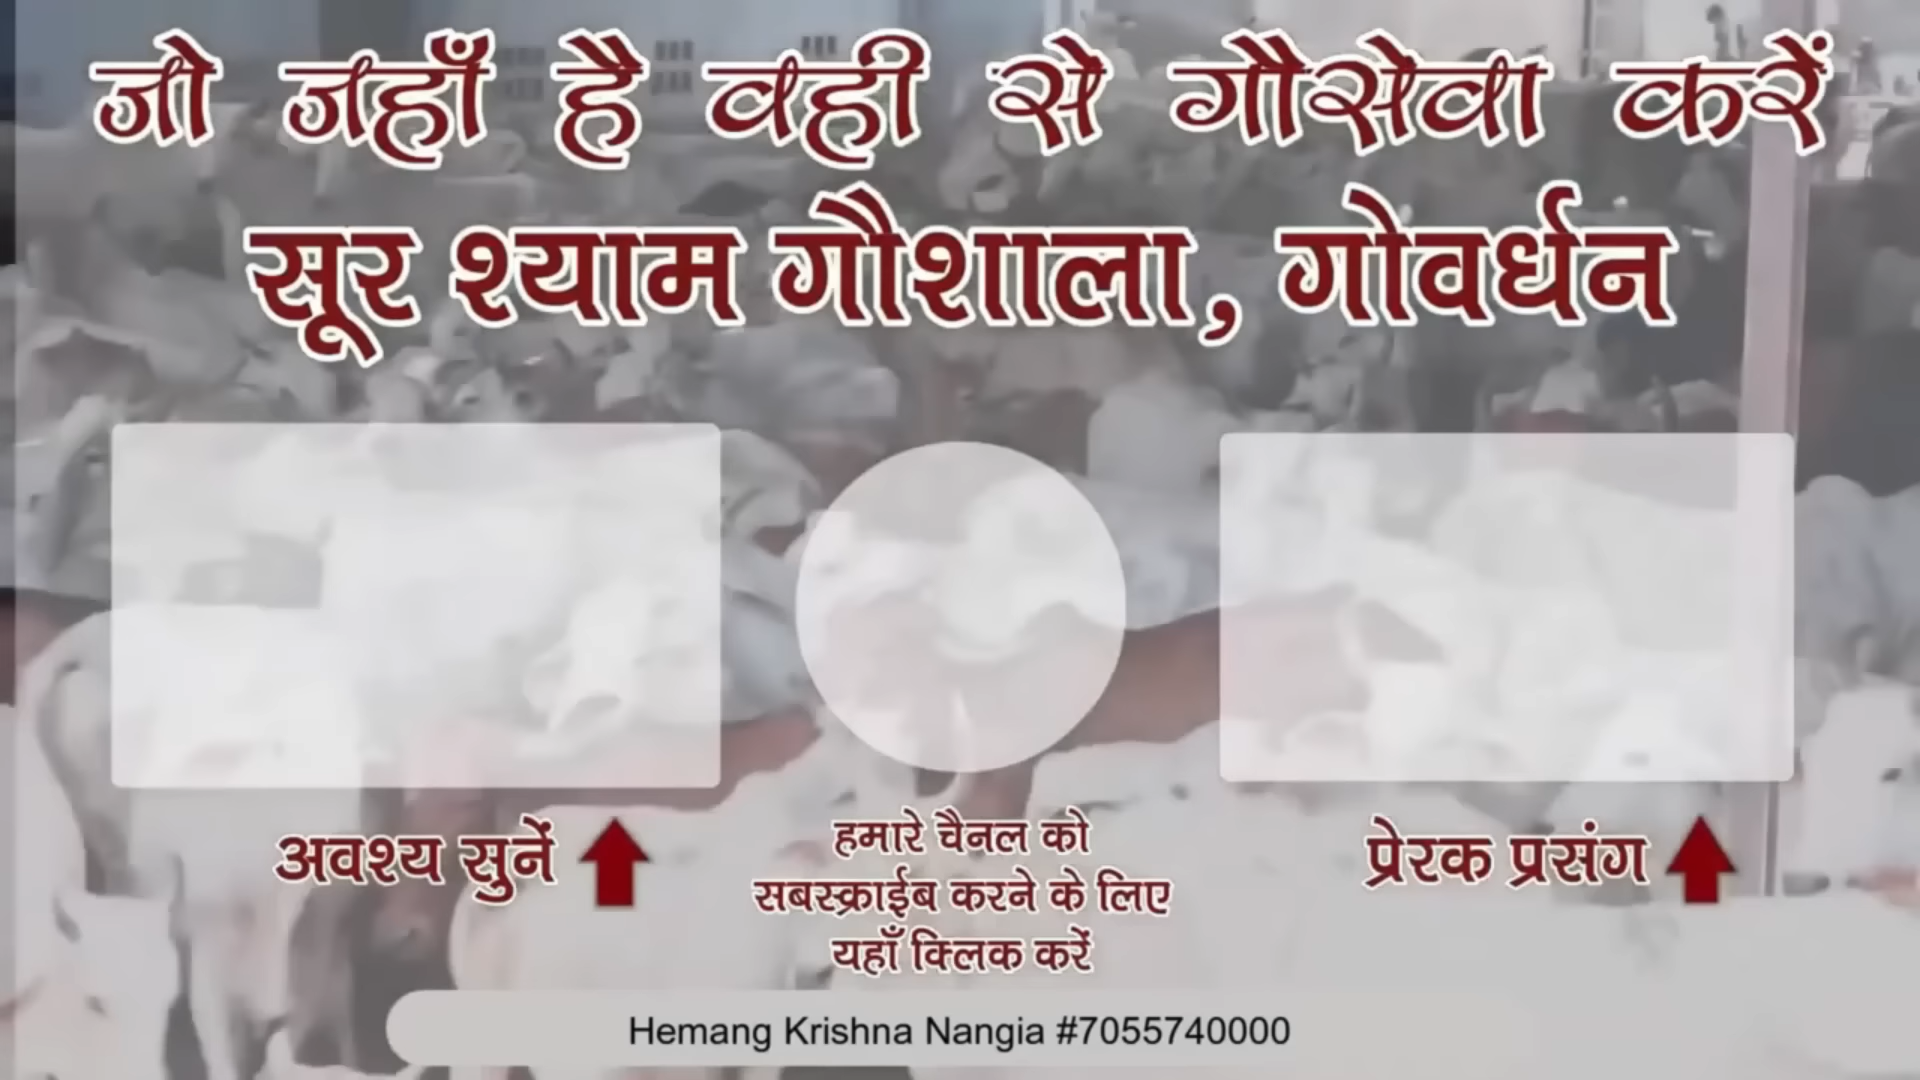 जो जहाँ है वही से गौसेवा करें
सूर श्याम गौशाला, गोवर्धन
अवश्य सुनें
हमारे चैनल को
सबस्क्राईब करने के लिए
यहाँ क्लिक करें
प्रेरक प्रसंग
Hemang Krishna Nangia #7055740000